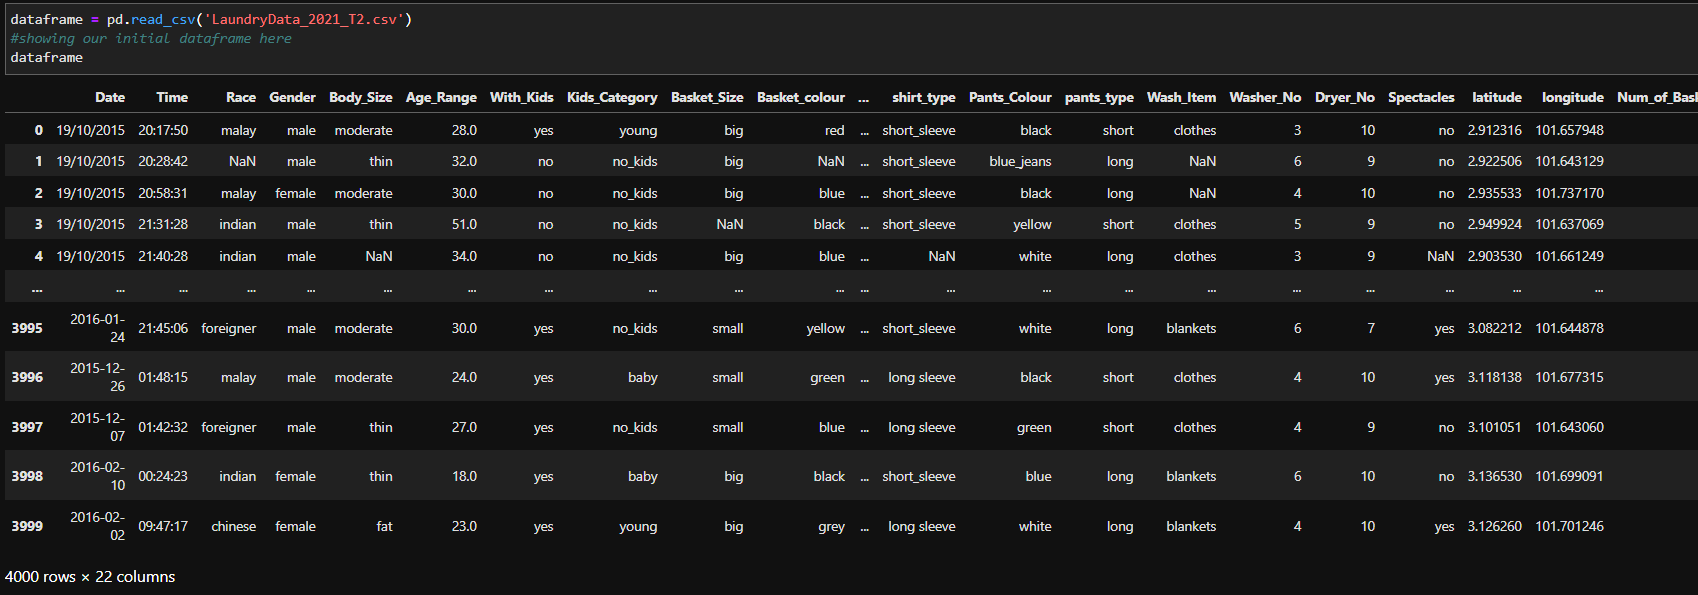 dataframe = pd.read_csv('LaundryData_2021_T2.csv')
#showing our initial dataframe here
dataframe
Date Time Race Gender Body_Size Age_Range With_Kids Kids_Category Basket_Size Basket_colour ... shirt_type Pants_Colour pants_type Wash_Item Washer_No Dryer_No Spectacles latitude longitude Num_of_Bas
0 19/10/2015 20:17:50 malay male moderate 28.0 yes young big red ... short_sleeve black short clothes 3 10 no 2.912316 101.657948
1 19/10/2015 20:28:42 NaN male thin 32.0 no no_kids big NaN ... short_sleeve blue_jeans long NaN 6 9 no 2.922506 101.643129
2 19/10/2015 20:58:31 malay female moderate 30.0 no no_kids big blue ... short_sleeve black long NaN 4 10 no 2.935533 101.737170
3 19/10/2015 21:31:28 indian male thin 51.0 no no_kids NaN black ... short_sleeve yellow short clothes 5 9 no 2.949924 101.637069
4 19/10/2015 21:40:28 indian male NaN 34.0 no no_kids big blue ... NaN white long clothes 3 9 NaN 2.903530 101.661249
... ... ... ... ... ... ... ... ... ... ... ... ... ... ... ... ... ... ... ... ...
3995 2016-01-24 21:45:06 foreigner male moderate 30.0 yes no_kids small yellow ... short_sleeve white long blankets 6 7 yes 3.082212 101.644878
3996 2015-12-26 01:48:15 malay male moderate 24.0 yes baby small green ... long sleeve black short clothes 4 10 yes 3.118138 101.677315
3997 2015-12-07 01:42:32 foreigner male thin 27.0 yes no_kids small blue ... long sleeve green short clothes 4 9 no 3.101051 101.643060
3998 2016-02-10 00:24:23 indian female thin 18.0 yes baby big black ... short_sleeve blue long blankets 6 10 no 3.136530 101.699091
3999 2016-02-02 09:47:17 chinese female fat 23.0 yes young big grey ... long sleeve white long blankets 4 10 yes 3.126260 101.701246
4000 rows × 22 columns